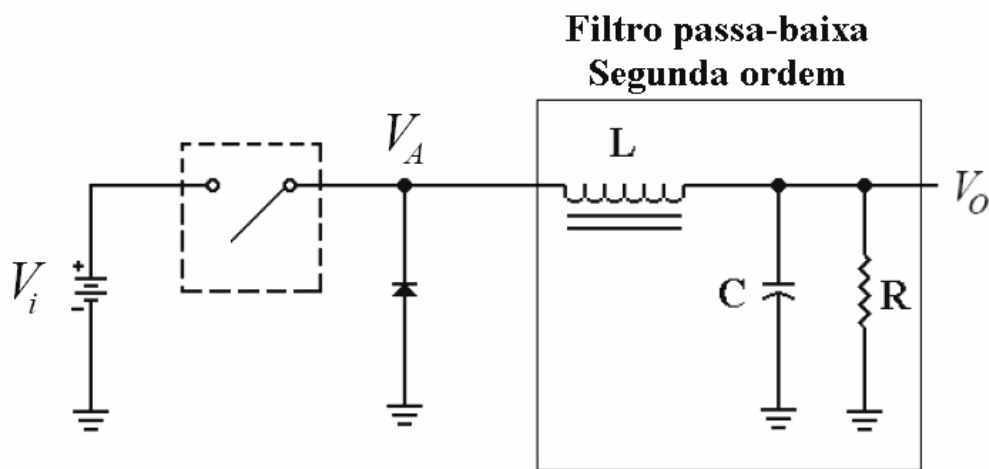 Filtro passa-baixa
Segunda ordem
V_A
L
V_O
V_i
+
-
C
R